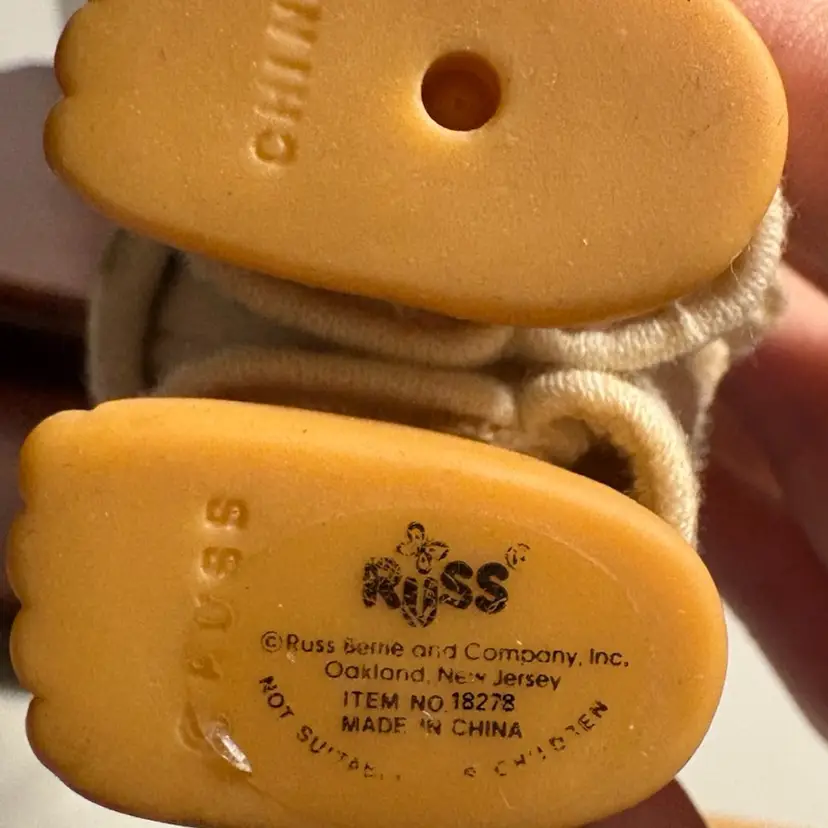 CHIN
© RUSS
RUSS®
©Russ Berrie and Company, Inc.
Oakland, New Jersey
ITEM NO.18278
MADE IN CHINA
NOT SUITABLE CHILDREN